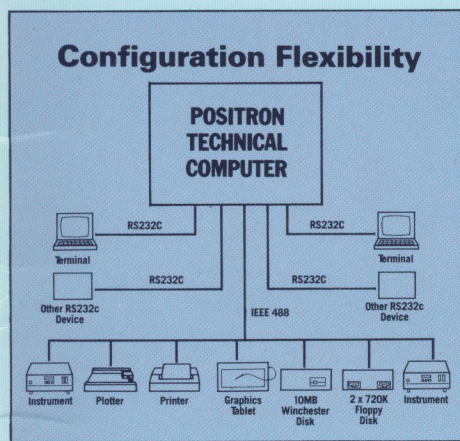 Configuration Flexibility
POSITRON
TECHNICAL
COMPUTER
RS232C
RS232C
Terminal
Terminal
RS232C
RS232C
Other RS232c
Device
Other RS232c
Device
IEEE 488
Instrument
Plotter
Printer
Graphics
Tablet
10MB
Winchester
Disk
2 x 720K
Floppy
Disk
Instrument